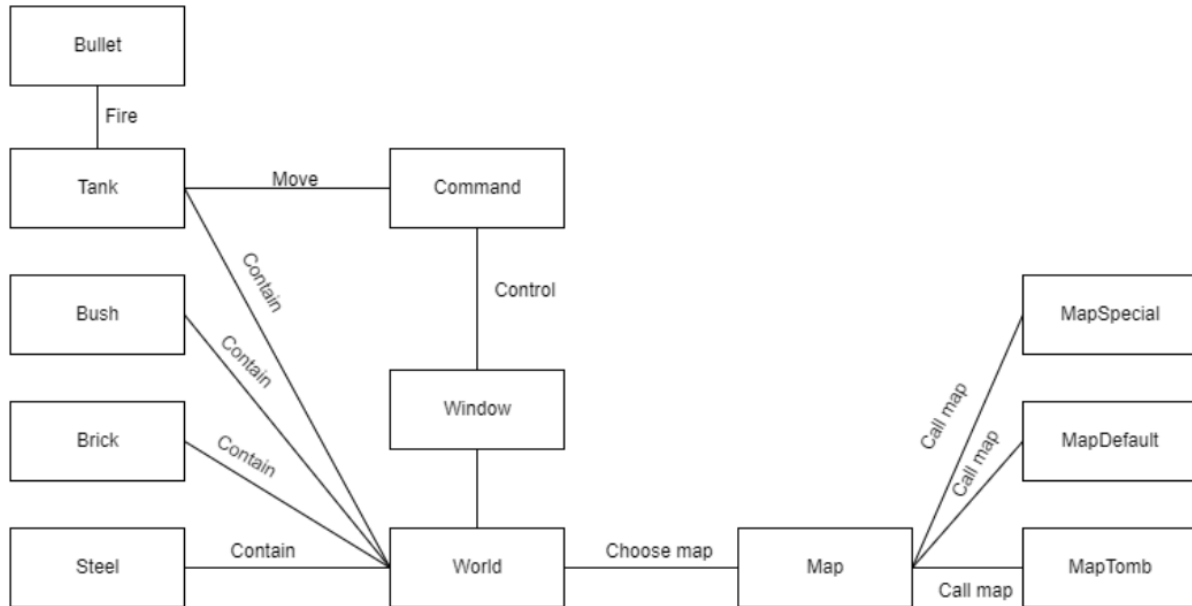 Bullet
Fire
Tank
Move
Command
Contain
Control
Bush
MapSpecial
Contain
Call map
Window
Brick
Contain
Call map
MapDefault
Steel
Contain
World
Choose map
Map
Call map
MapTomb